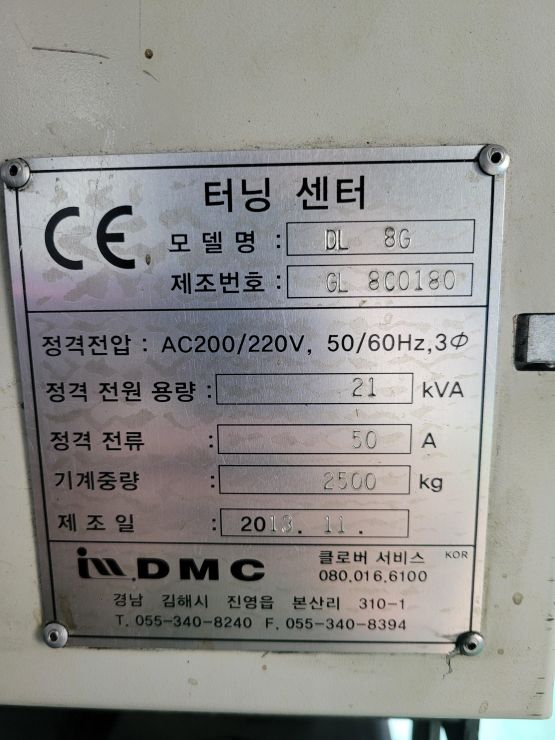 CE
터닝 센터
모델명 : DL 8G
제조번호 : GL 8C0180
정격전압 : AC200/220V, 50/60Hz,3Φ
정격 전원 용량 : 21 kVA
정격 전류 : 50 A
기계중량 : 2500 kg
제 조 일 : 2013. 11.
DMC 클로버 서비스 KOR
080.016.6100
경남 김해시 진영읍 본산리 310-1
T. 055-340-8240 F. 055-340-8394